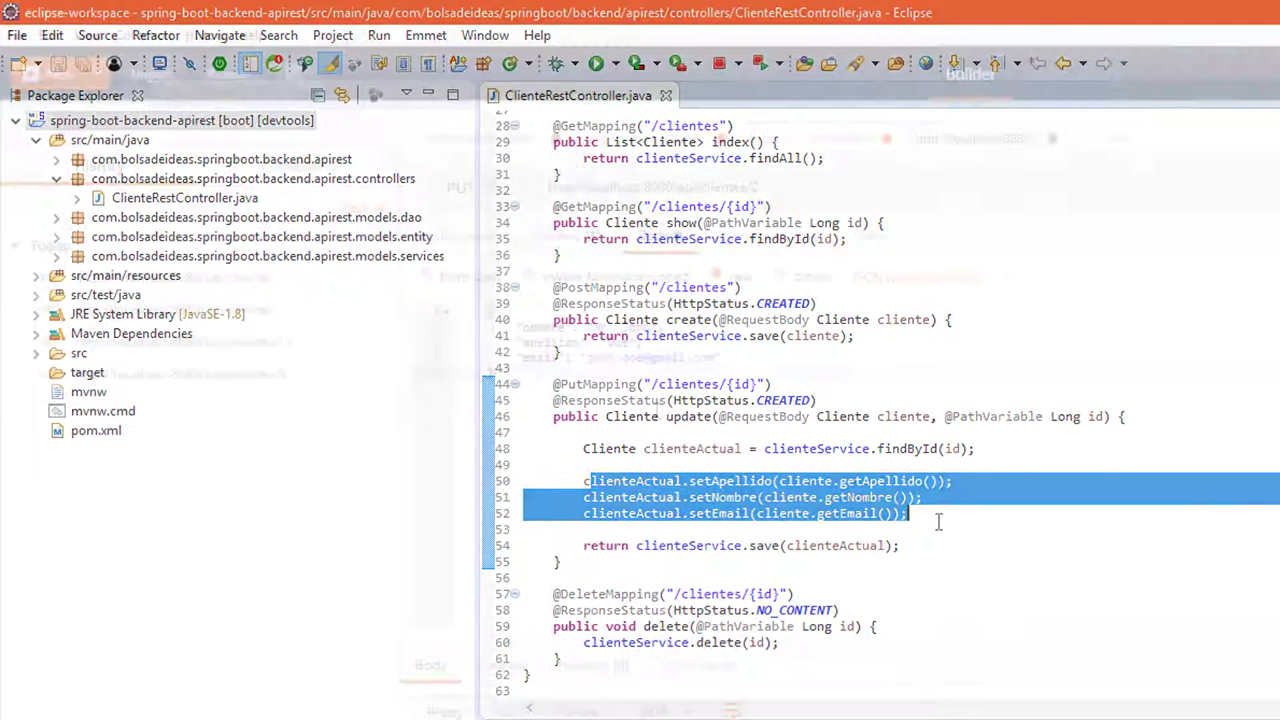 eclipse-workspace - spring-boot-backend-apirest/src/main/java/com/bolsadeideas/springboot/backend/apirest/controllers/ClienteRestController.java - Eclipse
File Edit Source Refactor Navigate Search Project Run Emmet Window Help
Builder
Package Explorer
spring-boot-backend-apirest [boot] [devtools]
src/main/java
com.bolsadeideas.springboot.backend.apirest
com.bolsadeideas.springboot.backend.apirest.controllers
ClienteRestController.java
com.bolsadeideas.springboot.backend.apirest.models.dao
com.bolsadeideas.springboot.backend.apirest.models.entity
com.bolsadeideas.springboot.backend.apirest.models.services
src/main/resources
src/test/java
JRE System Library [JavaSE-1.8]
Maven Dependencies
src
target
mvnw
mvnw.cmd
pom.xml
ClienteRestController.java
27
28 @GetMapping("/clientes")
29 public List<Cliente> index() {
30 return clienteService.findAll();
31 }
32
33 @GetMapping("/clientes/{id}")
34 public Cliente show(@PathVariable Long id) {
35 return clienteService.findById(id);
36 }
37
38 @PostMapping("/clientes")
39 @ResponseStatus(HttpStatus.CREATED)
40 public Cliente create(@RequestBody Cliente cliente) {
41 return clienteService.save(cliente);
42 }
43
44 @PutMapping("/clientes/{id}")
45 @ResponseStatus(HttpStatus.CREATED)
46 public Cliente update(@RequestBody Cliente cliente, @PathVariable Long id) {
47
48 Cliente clienteActual = clienteService.findById(id);
49
50 clienteActual.setApellido(cliente.getApellido());
51 clienteActual.setNombre(cliente.getNombre());
52 clienteActual.setEmail(cliente.getEmail());
53
54 return clienteService.save(clienteActual);
55 }
56
57 @DeleteMapping("/clientes/{id}")
58 @ResponseStatus(HttpStatus.NO_CONTENT)
59 public void delete(@PathVariable Long id) {
60 clienteService.delete(id);
61 }
62 }
63
Body